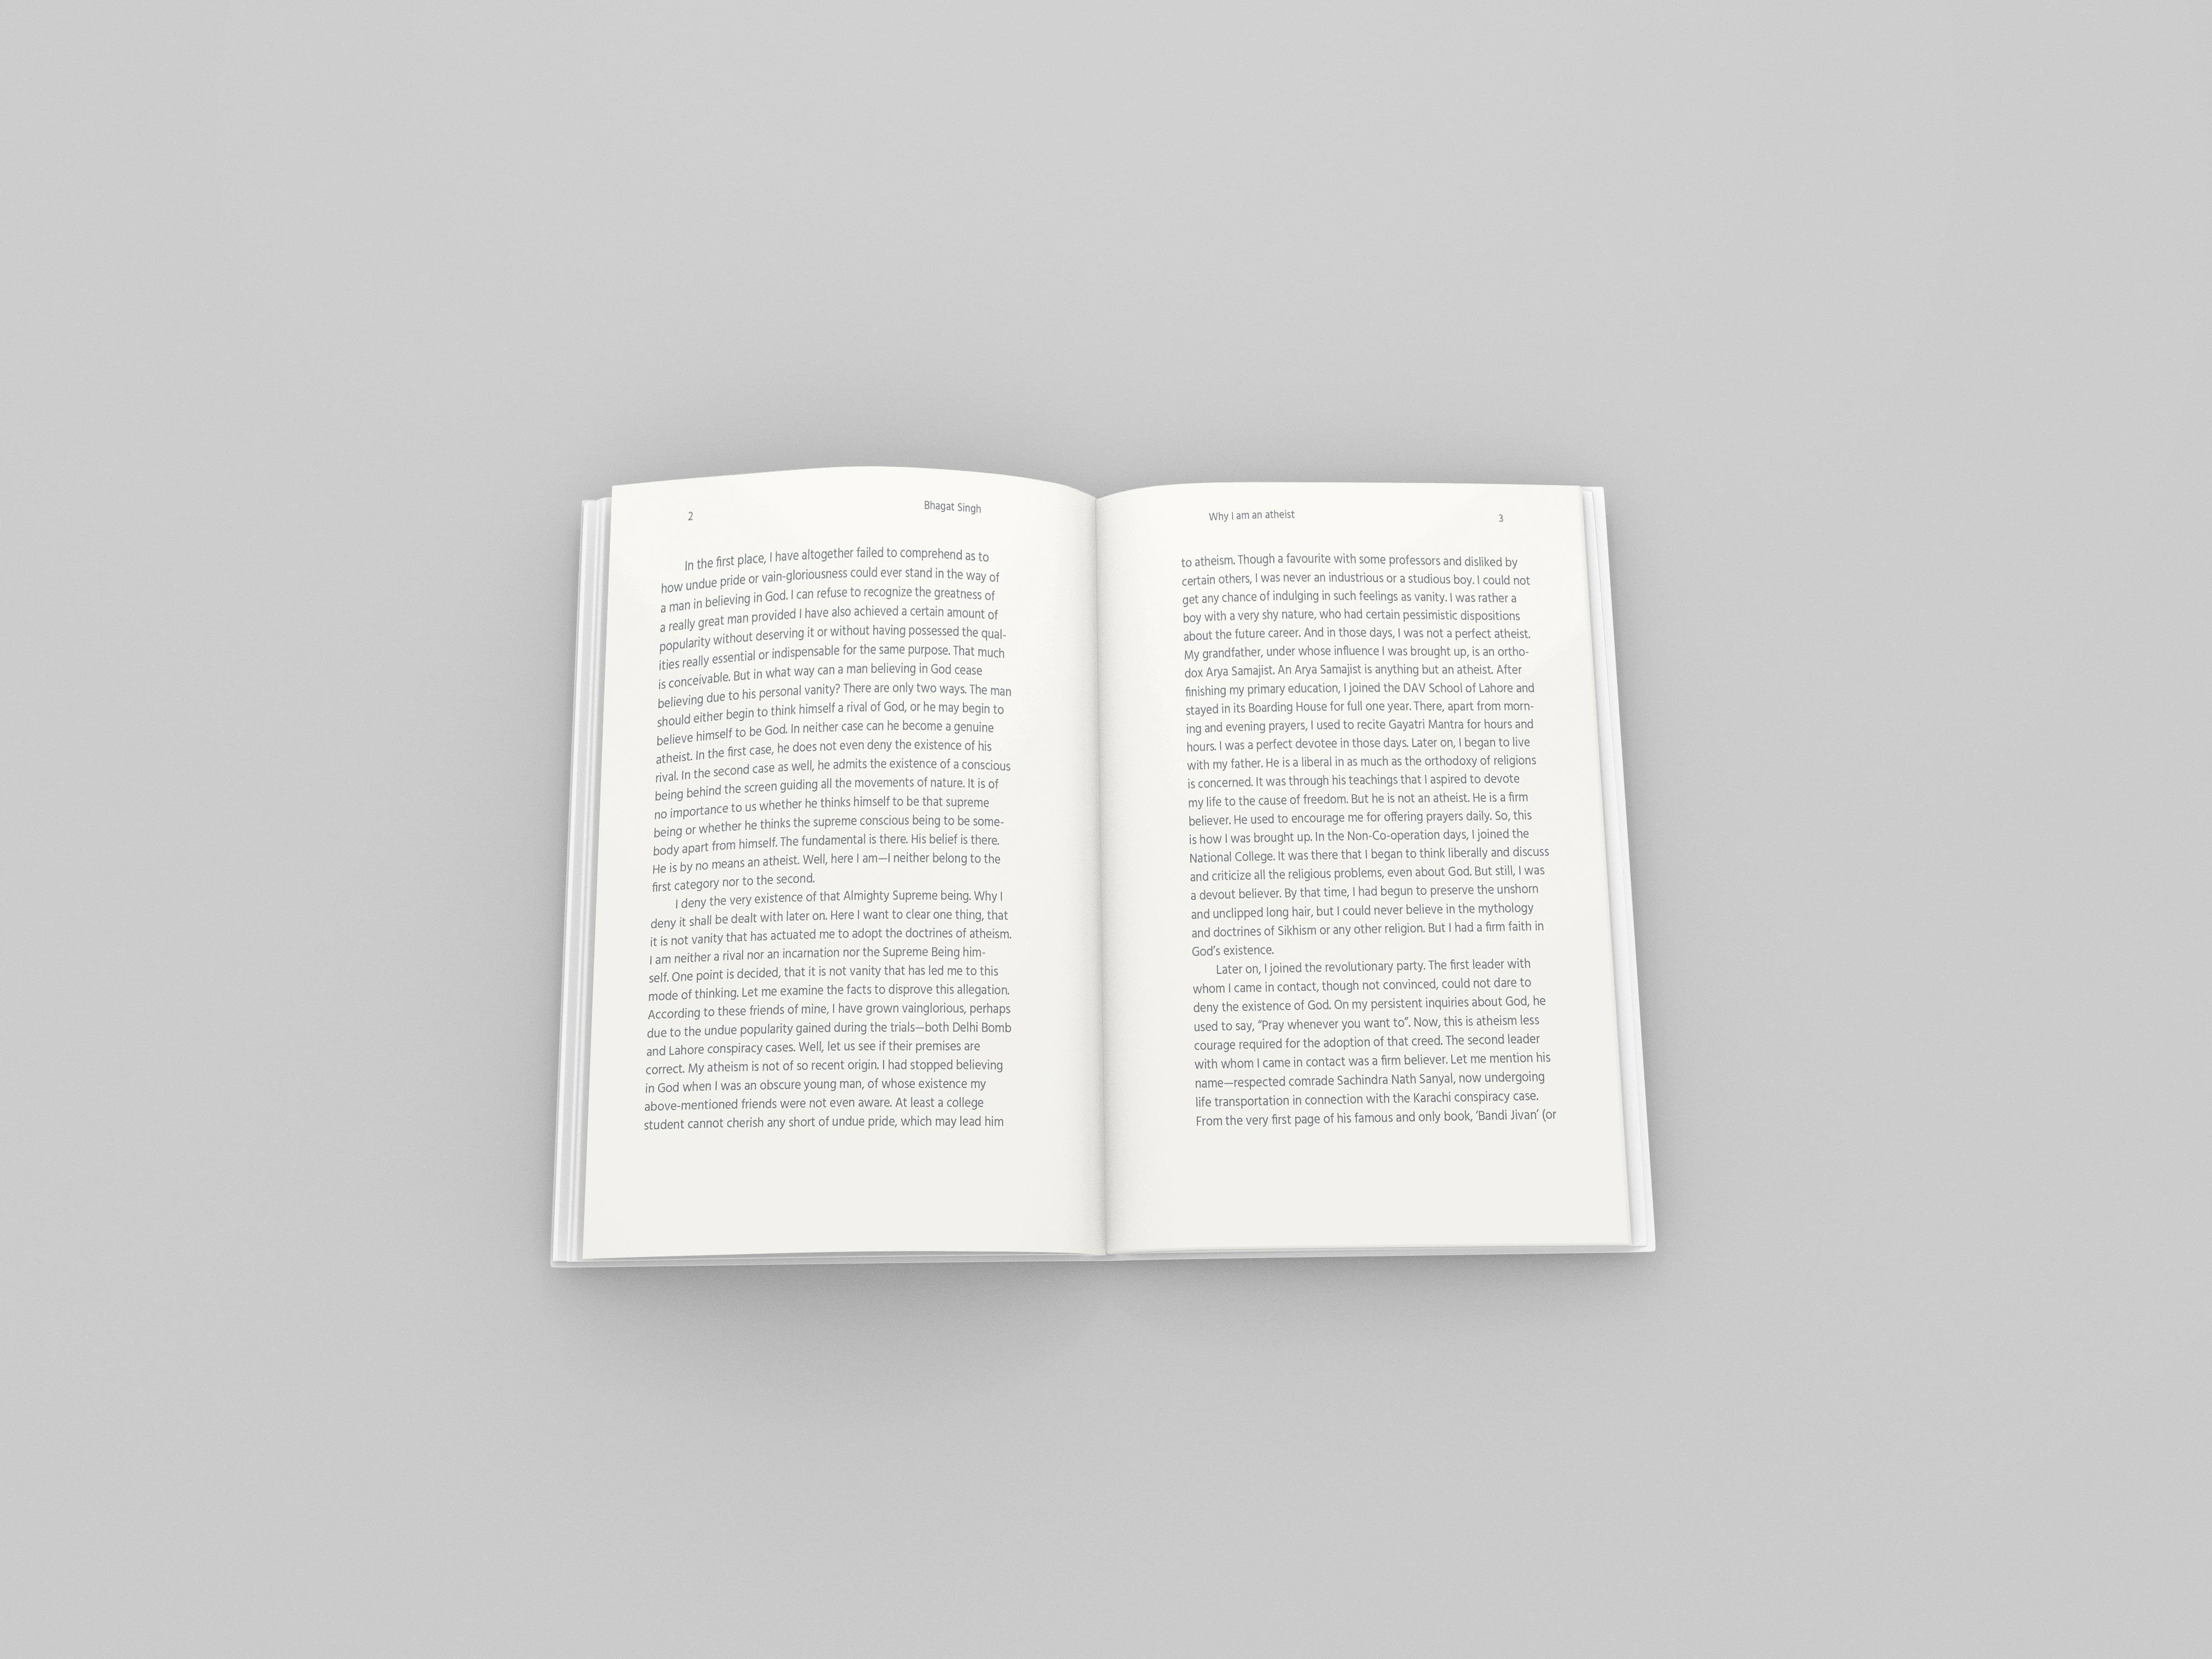 2
Bhagat Singh
In the first place, I have altogether failed to comprehend as to
how undue pride or vain-gloriousness could ever stand in the way of
a man in believing in God. I can refuse to recognize the greatness of
a really great man provided I have also achieved a certain amount of
popularity without deserving it or without having possessed the qual-
ities really essential or indispensable for the same purpose. That much
is conceivable. But in what way can a man believing in God cease
believing due to his personal vanity? There are only two ways. The man
should either begin to think himself a rival of God, or he may begin to
believe himself to be God. In neither case can he become a genuine
atheist. In the first case, he does not even deny the existence of his
rival. In the second case as well, he admits the existence of a conscious
being behind the screen guiding all the movements of nature. It is of
no importance to us whether he thinks himself to be that supreme
being or whether he thinks the supreme conscious being to be some-
body apart from himself. The fundamental is there. His belief is there.
He is by no means an atheist. Well, here I am—I neither belong to the
first category nor to the second.
I deny the very existence of that Almighty Supreme being. Why I
deny it shall be dealt with later on. Here I want to clear one thing, that
it is not vanity that has actuated me to adopt the doctrines of atheism.
I am neither a rival nor an incarnation nor the Supreme Being him-
self. One point is decided, that it is not vanity that has led me to this
mode of thinking. Let me examine the facts to disprove this allegation.
According to these friends of mine, I have grown vainglorious, perhaps
due to the undue popularity gained during the trials—both Delhi Bomb
and Lahore conspiracy cases. Well, let us see if their premises are
correct. My atheism is not of so recent origin. I had stopped believing
in God when I was an obscure young man, of whose existence my
above-mentioned friends were not even aware. At least a college
student cannot cherish any short of undue pride, which may lead him
Why I am an atheist
3
to atheism. Though a favourite with some professors and disliked by
certain others, I was never an industrious or a studious boy. I could not
get any chance of indulging in such feelings as vanity. I was rather a
boy with a very shy nature, who had certain pessimistic dispositions
about the future career. And in those days, I was not a perfect atheist.
My grandfather, under whose influence I was brought up, is an ortho-
dox Arya Samajist. An Arya Samajist is anything but an atheist. After
finishing my primary education, I joined the DAV School of Lahore and
stayed in its Boarding House for full one year. There, apart from morn-
ing and evening prayers, I used to recite Gayatri Mantra for hours and
hours. I was a perfect devotee in those days. Later on, I began to live
with my father. He is a liberal in as much as the orthodoxy of religions
is concerned. It was through his teachings that I aspired to devote
my life to the cause of freedom. But he is not an atheist. He is a firm
believer. He used to encourage me for offering prayers daily. So, this
is how I was brought up. In the Non-Co-operation days, I joined the
National College. It was there that I began to think liberally and discuss
and criticize all the religious problems, even about God. But still, I was
a devout believer. By that time, I had begun to preserve the unshorn
and unclipped long hair, but I could never believe in the mythology
and doctrines of Sikhism or any other religion. But I had a firm faith in
God’s existence.
Later on, I joined the revolutionary party. The first leader with
whom I came in contact, though not convinced, could not dare to
deny the existence of God. On my persistent inquiries about God, he
used to say, “Pray whenever you want to”. Now, this is atheism less
courage required for the adoption of that creed. The second leader
with whom I came in contact was a firm believer. Let me mention his
name—respected comrade Sachindra Nath Sanyal, now undergoing
life transportation in connection with the Karachi conspiracy case.
From the very first page of his famous and only book, ‘Bandi Jivan’ (or